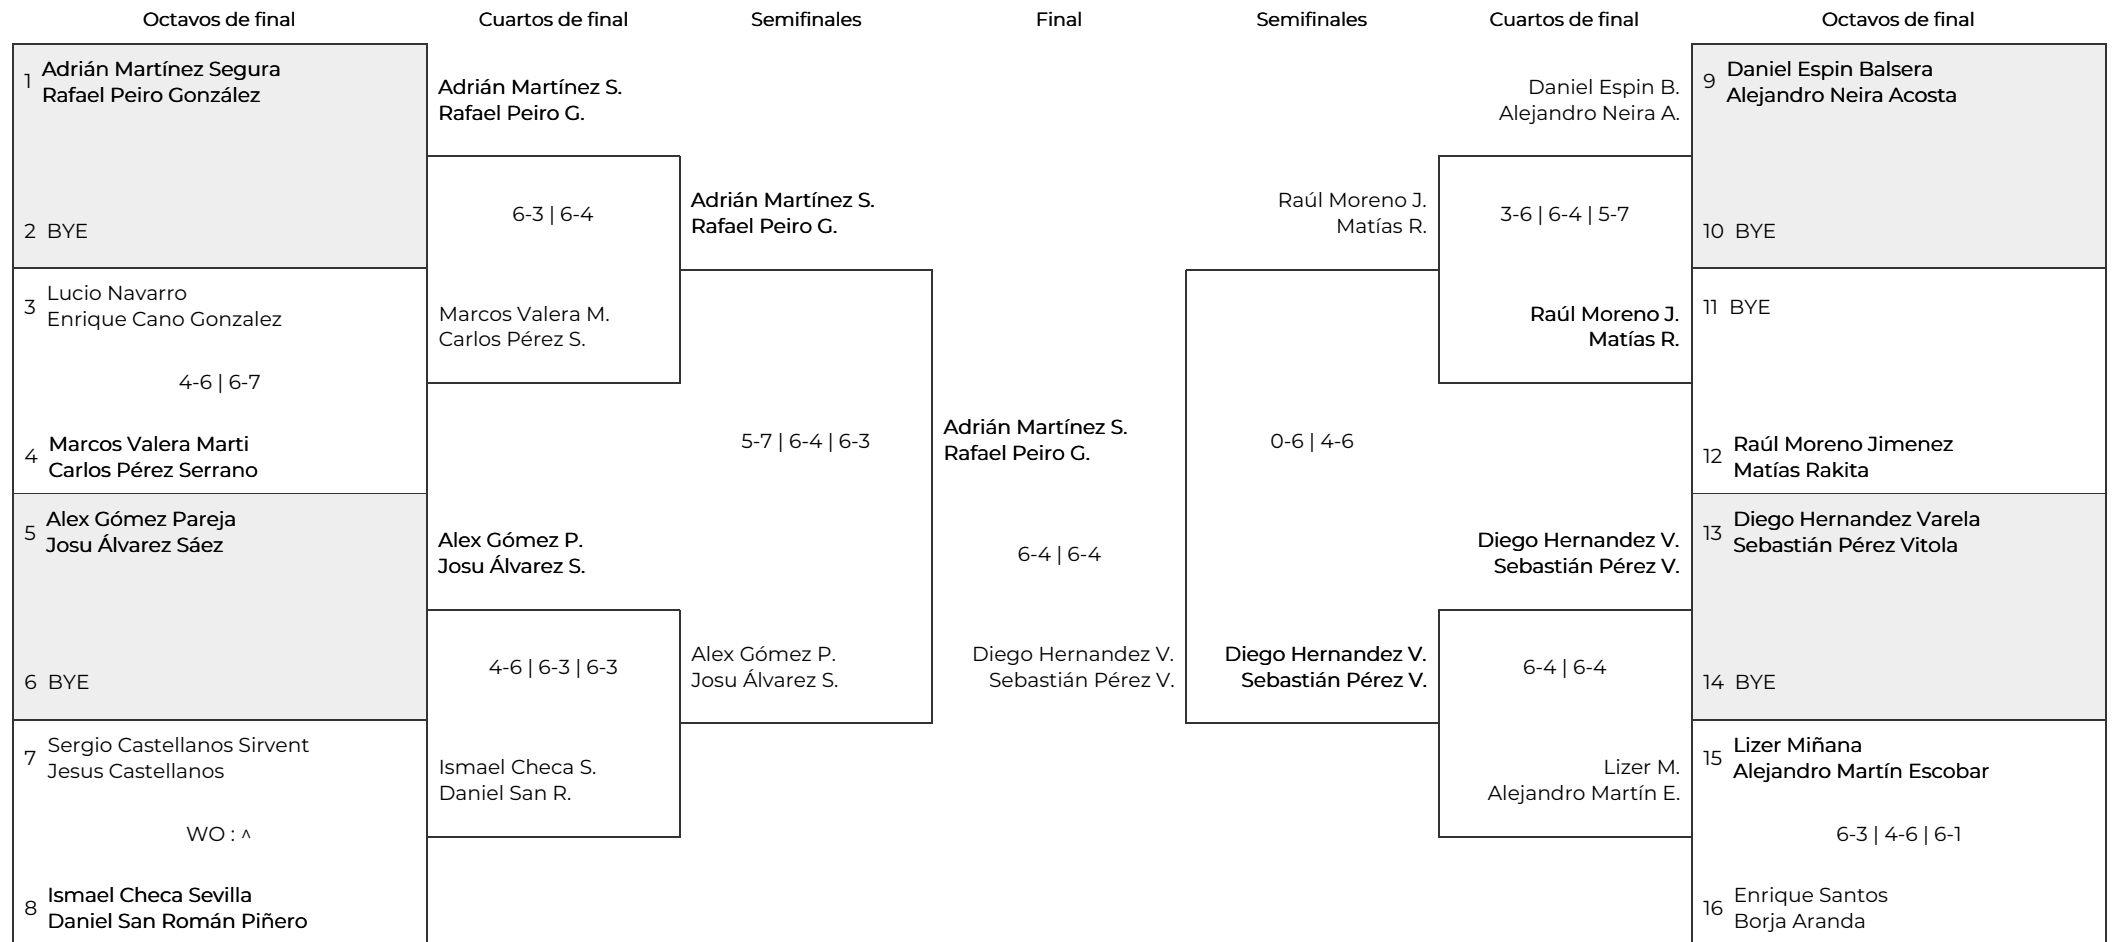 Octavos de final
Cuartos de final
Semifinales
Final
Semifinales
Cuartos de final
Octavos de final
1
Adrián Martínez Segura
Rafael Peiro González
2 BYE
3
Lucio Navarro
Enrique Cano Gonzalez
4-6 | 6-7
4
Marcos Valera Marti
Carlos Pérez Serrano
5
Alex Gómez Pareja
Josu Álvarez Sáez
6 BYE
7
Sergio Castellanos Sirvent
Jesus Castellanos
WO : ^
8
Ismael Checa Sevilla
Daniel San Román Piñero
Adrián Martínez S.
Rafael Peiro G.
6-3 | 6-4
Marcos Valera M.
Carlos Pérez S.
Alex Gómez P.
Josu Álvarez S.
4-6 | 6-3 | 6-3
Ismael Checa S.
Daniel San R.
Adrián Martínez S.
Rafael Peiro G.
5-7 | 6-4 | 6-3
Alex Gómez P.
Josu Álvarez S.
Adrián Martínez S.
Rafael Peiro G.
6-4 | 6-4
Diego Hernandez V.
Sebastián Pérez V.
Raúl Moreno J.
Matías R.
0-6 | 4-6
Diego Hernandez V.
Sebastián Pérez V.
Daniel Espin B.
Alejandro Neira A.
3-6 | 6-4 | 5-7
Raúl Moreno J.
Matías R.
Diego Hernandez V.
Sebastián Pérez V.
6-4 | 6-4
Lizer M.
Alejandro Martín E.
9
Daniel Espin Balsera
Alejandro Neira Acosta
10 BYE
11 BYE
12
Raúl Moreno Jimenez
Matías Rakita
13
Diego Hernandez Varela
Sebastián Pérez Vitola
14 BYE
15
Lizer Miñana
Alejandro Martín Escobar
6-3 | 4-6 | 6-1
16
Enrique Santos
Borja Aranda